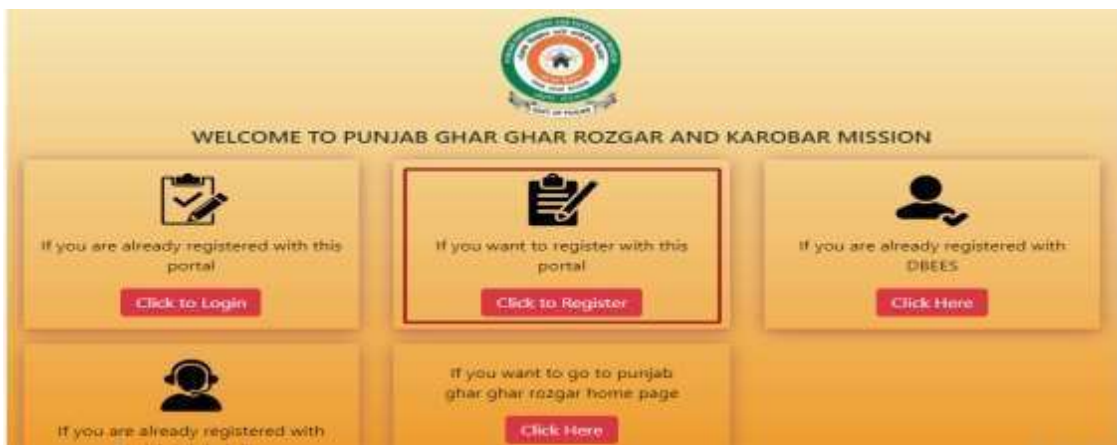 WELCOME TO PUNJAB GHAR GHAR ROZGAR AND KAROBAR MISSION
If you are already registered with this
portal
Click to Login
If you want to register with this
portal
Click to Register
If you are already registered with
DBEES
Click Here
If you are already registered with
If you want to go to punjab
ghar ghar rozgar home page
Click Here